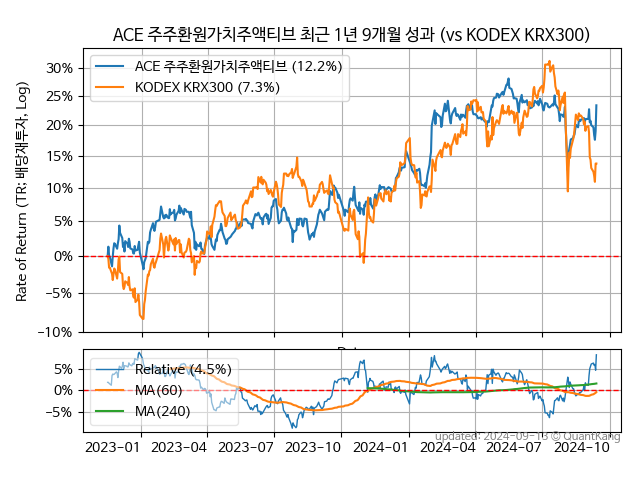 ACE 주주환원가치주액티브 최근 1년 9개월 성과 (vs KODEX KRX300)
Rate of Return (TR: 배당재투자, Log)
ACE 주주환원가치주액티브 (12.2%)
KODEX KRX300 (7.3%)
30%
25%
20%
15%
10%
5%
0%
−5%
−10%
Relative (4.5%)
MA(60)
MA(240)
5%
0%
−5%
2023–01 2023–04 2023–07 2023–10 2024–01 2024–04 2024–07 2024–10
updated: 2024-09-13 © QuantKang